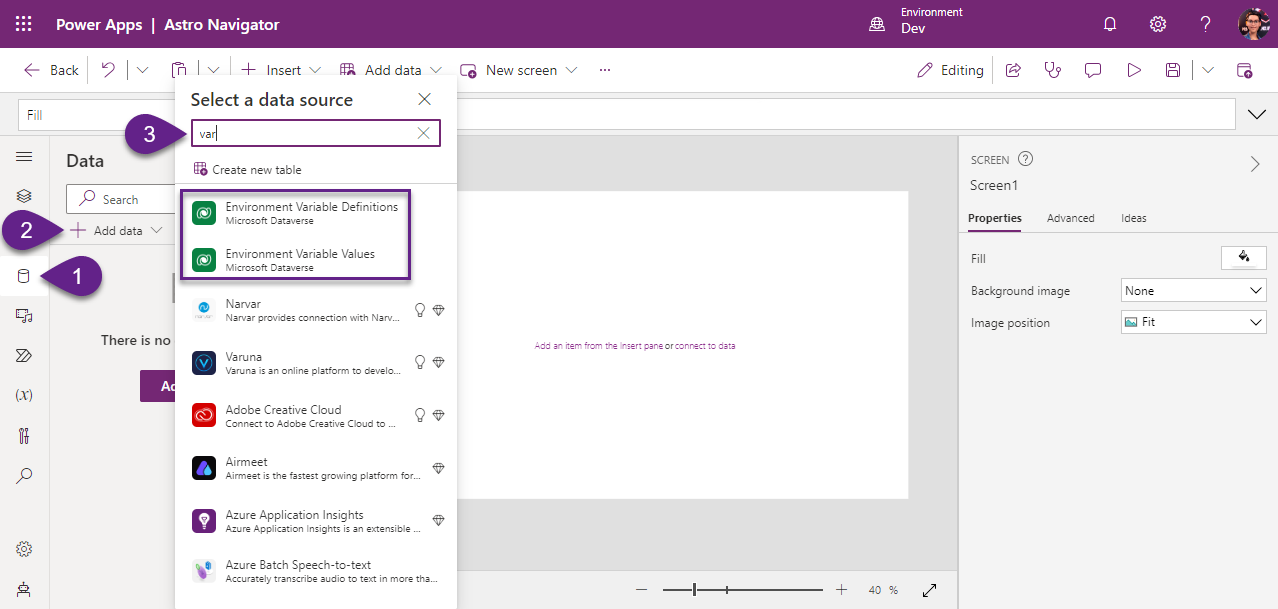 Power Apps | Astro Navigator
Environment
Dev
Back
Insert
Add data
New screen
Editing
Fill
Select a data source
3
var
Create new table
Data
Search
2
Add data
1
There is no
Ad
Environment Variable Definitions
Microsoft Dataverse
Environment Variable Values
Microsoft Dataverse
Narvar
Narvar provides connection with Narv...
Varuna
Varuna is an online platform to develo...
Adobe Creative Cloud
Connect to Adobe Creative Cloud to ...
Airmeet
Airmeet is the fastest growing platform for...
Azure Application Insights
Azure Application Insights is an extensible ...
Azure Batch Speech-to-text
Accurately transcribe audio to text in more tha...
Add an item from the Insert pane or connect to data
40 %
SCREEN
Screen1
Properties
Advanced
Ideas
Fill
Background image
None
Image position
Fit